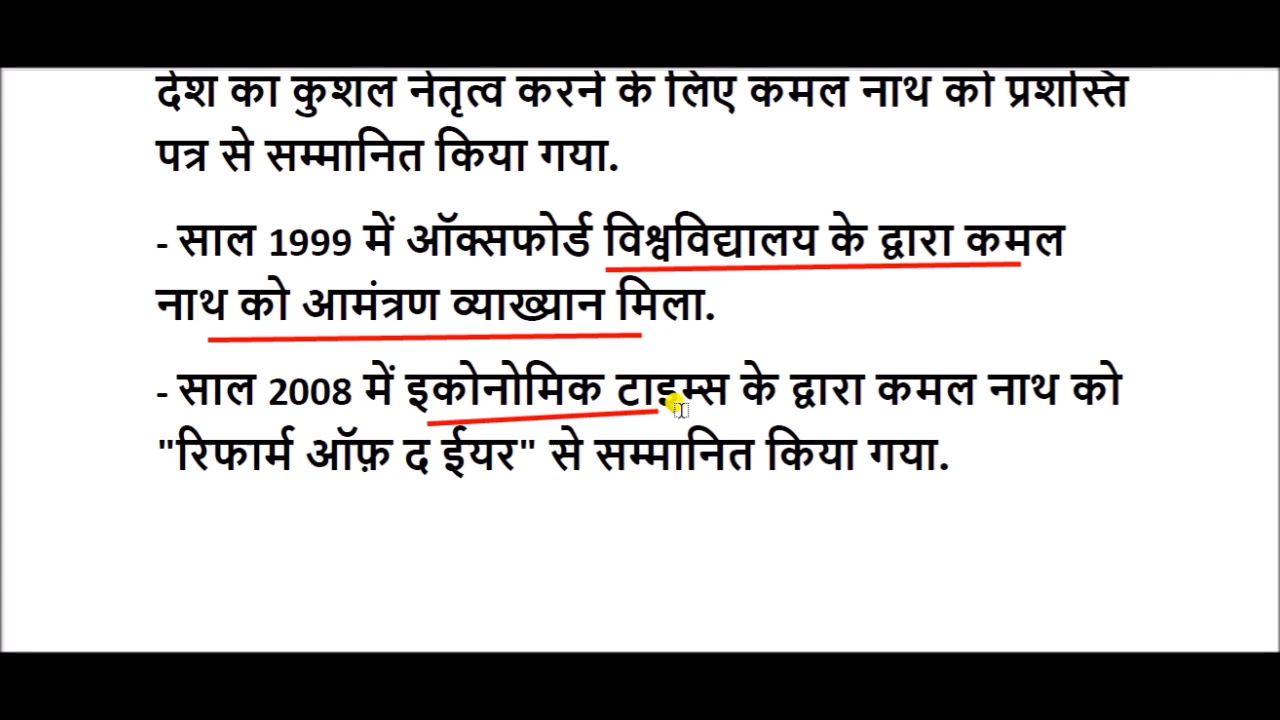 देश का कुशल नेतृत्व करने के लिए कमल नाथ को प्रशस्ति
पत्र से सम्मानित किया गया.
- साल 1999 में ऑक्सफोर्ड विश्वविद्यालय के द्वारा कमल
नाथ को आमंत्रण व्याख्यान मिला.
- साल 2008 में इकोनोमिक टाइम्स के द्वारा कमल नाथ को
"रिफार्म ऑफ़ द ईयर" से सम्मानित किया गया.